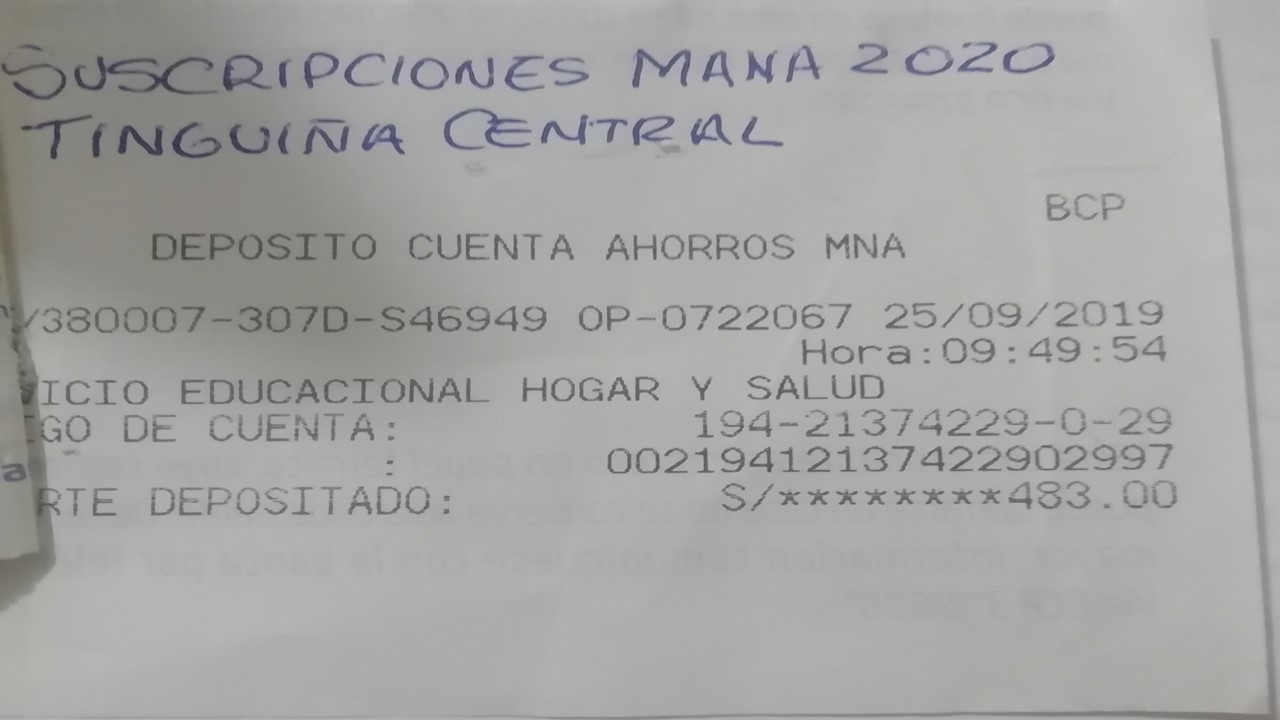 SUSCRIPCIONES MANA 2020
TINGUIÑA CENTRAL
BCP
DEPOSITO CUENTA AHORROS MNA
/380007-307D-S46949 OP-0722067 25/09/2019
Hora:09:49:54
ICIO EDUCACIONAL HOGAR Y SALUD
GO DE CUENTA: 194-21374229-0-29
: 00219412137422902997
RTE DEPOSITADO: S/********483.00